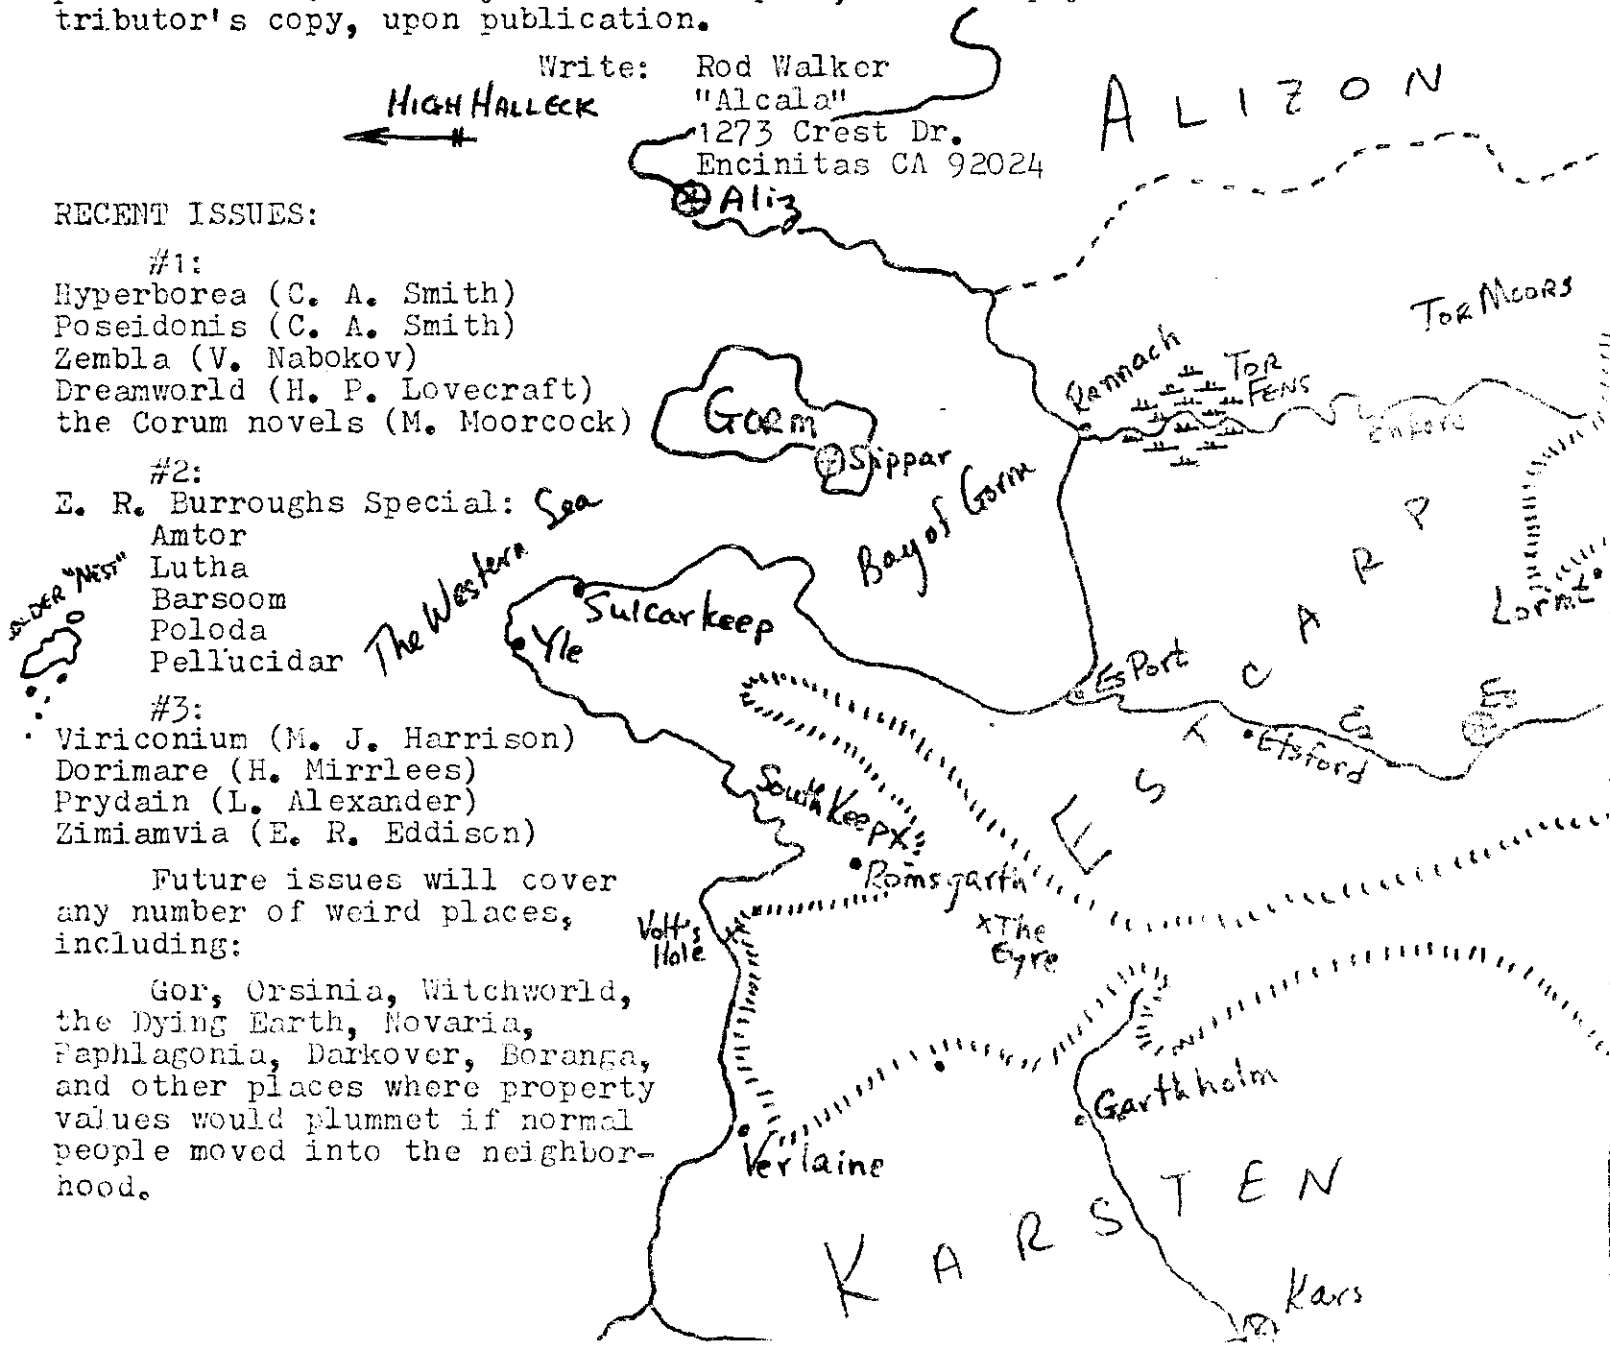 tributor's copy, upon publication.
Write: Rod Walker
"Alcala"
1273 Crest Dr.
Encinitas CA 92024
HIGH HALLECK
ALIZON
Aliz
RECENT ISSUES:
#1:
Hyperborea (C. A. Smith)
Poseidonis (C. A. Smith)
Zembla (V. Nabokov)
Dreamworld (H. P. Lovecraft)
the Corum novels (M. Moorcock)
#2:
E. R. Burroughs Special:
Amtor
Lutha
Barsoom
Poloda
Pellucidar
#3:
Viriconium (M. J. Harrison)
Dorimare (H. Mirrlees)
Prydain (L. Alexander)
Zimiamvia (E. R. Eddison)
Future issues will cover
any number of weird places,
including:
Gor, Orsinia, Witchworld,
the Dying Earth, Novaria,
Paphlagonia, Darkover, Boranga,
and other places where property
values would plummet if normal
people moved into the neighbor-
hood.
TOR MOORS
Rannach
TOR
FENS
GORM
Sippar
Bay of Gorm
The Western Sea
"NEST"
Sulcarkeep
Yle
Lormt
Es Port
Es
Etsford
ESTCARP
South Keep
Romsgarth
Volt's
Hole
The
Eyre
Garthholm
Verlaine
KARSTEN
Kars